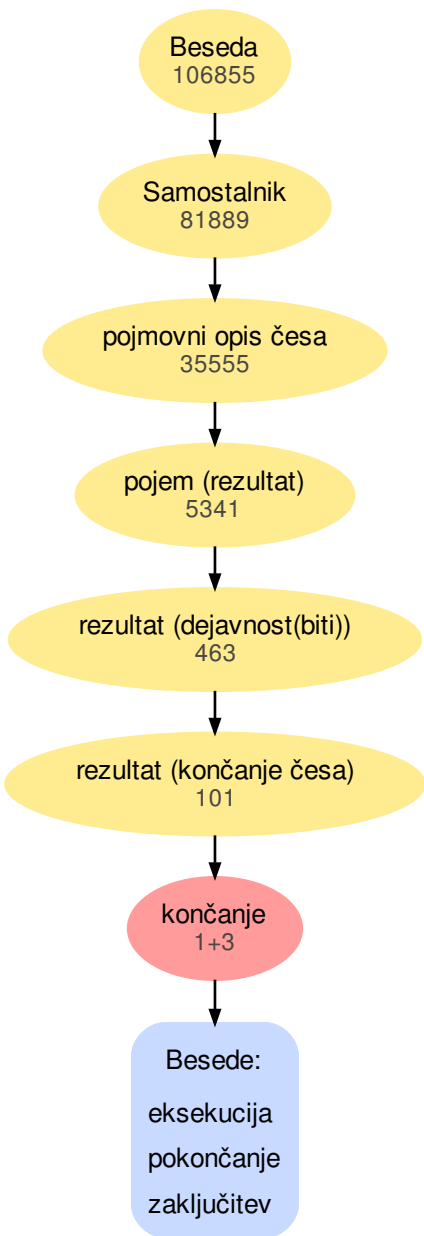 Beseda
106855
Samostalnik
81889
pojmovni opis česa
35555
pojem (rezultat)
5341
rezultat (dejavnost(biti))
463
rezultat (končanje česa)
101
končanje
1+3
Besede:
eksekucija
pokončanje
zaključitev